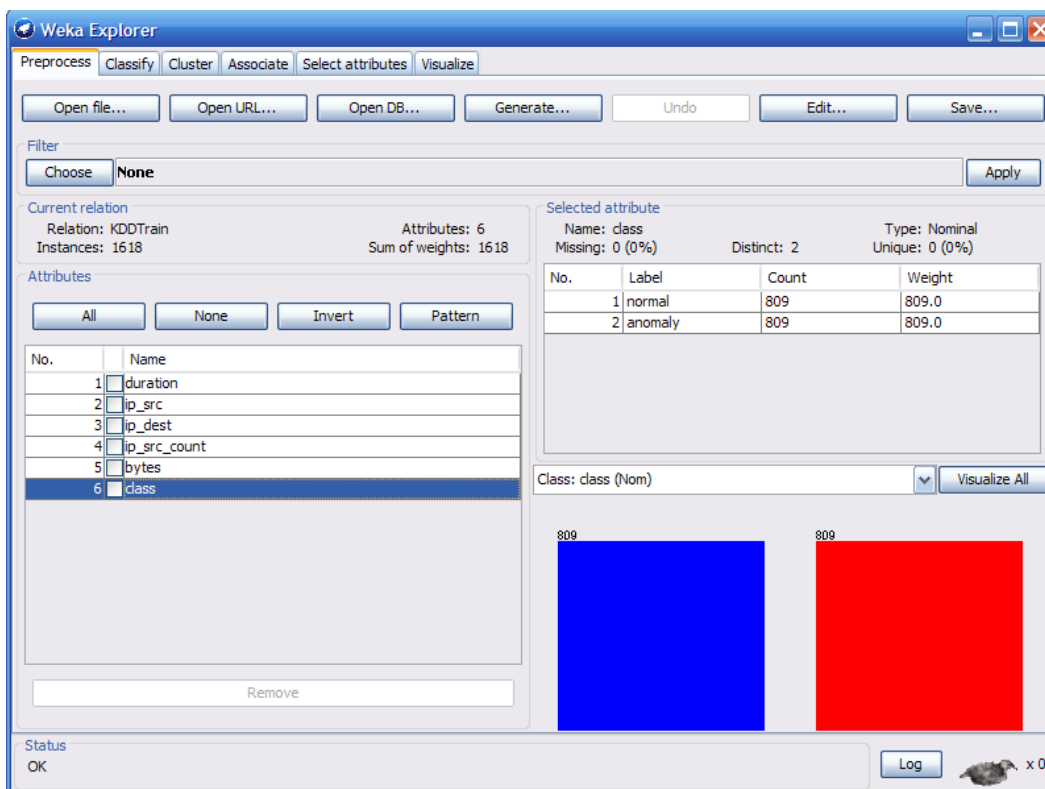 Weka Explorer
Preprocess Classify Cluster Associate Select attributes Visualize
Open file... Open URL... Open DB... Generate... Undo Edit... Save...
Filter
Choose None Apply
Current relation
Relation: KDDTrain Attributes: 6
Instances: 1618 Sum of weights: 1618
Attributes
All None Invert Pattern
No. Name
1 duration
2 ip_src
3 ip_dest
4 ip_src_count
5 bytes
6 class
Remove
Selected attribute
Name: class Type: Nominal
Missing: 0 (0%) Distinct: 2 Unique: 0 (0%)
No. Label Count Weight
1 normal 809 809.0
2 anomaly 809 809.0
Class: class (Nom) Visualize All
809 809
Status
OK
Log x 0